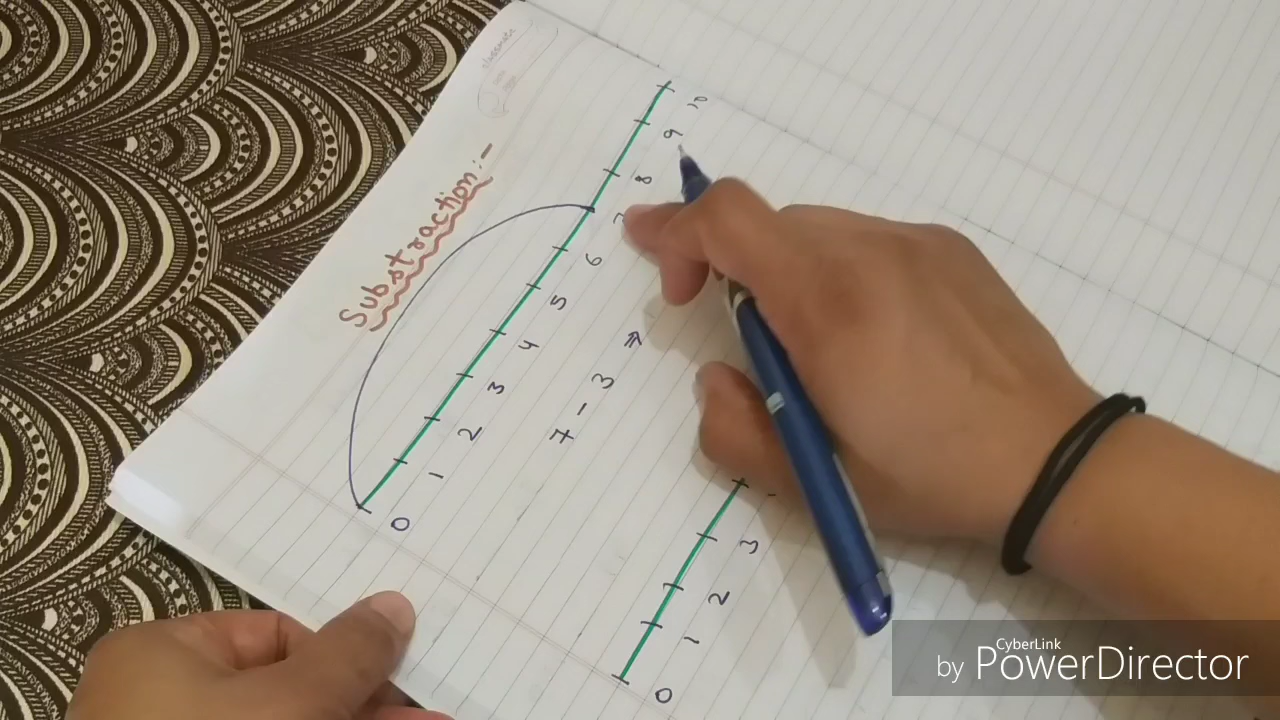 classmate
Substraction:-
0 1 2 3 4 5 6 7 8 9 10
7 - 3 ⇒
0 1 2 3
CyberLink
by PowerDirector